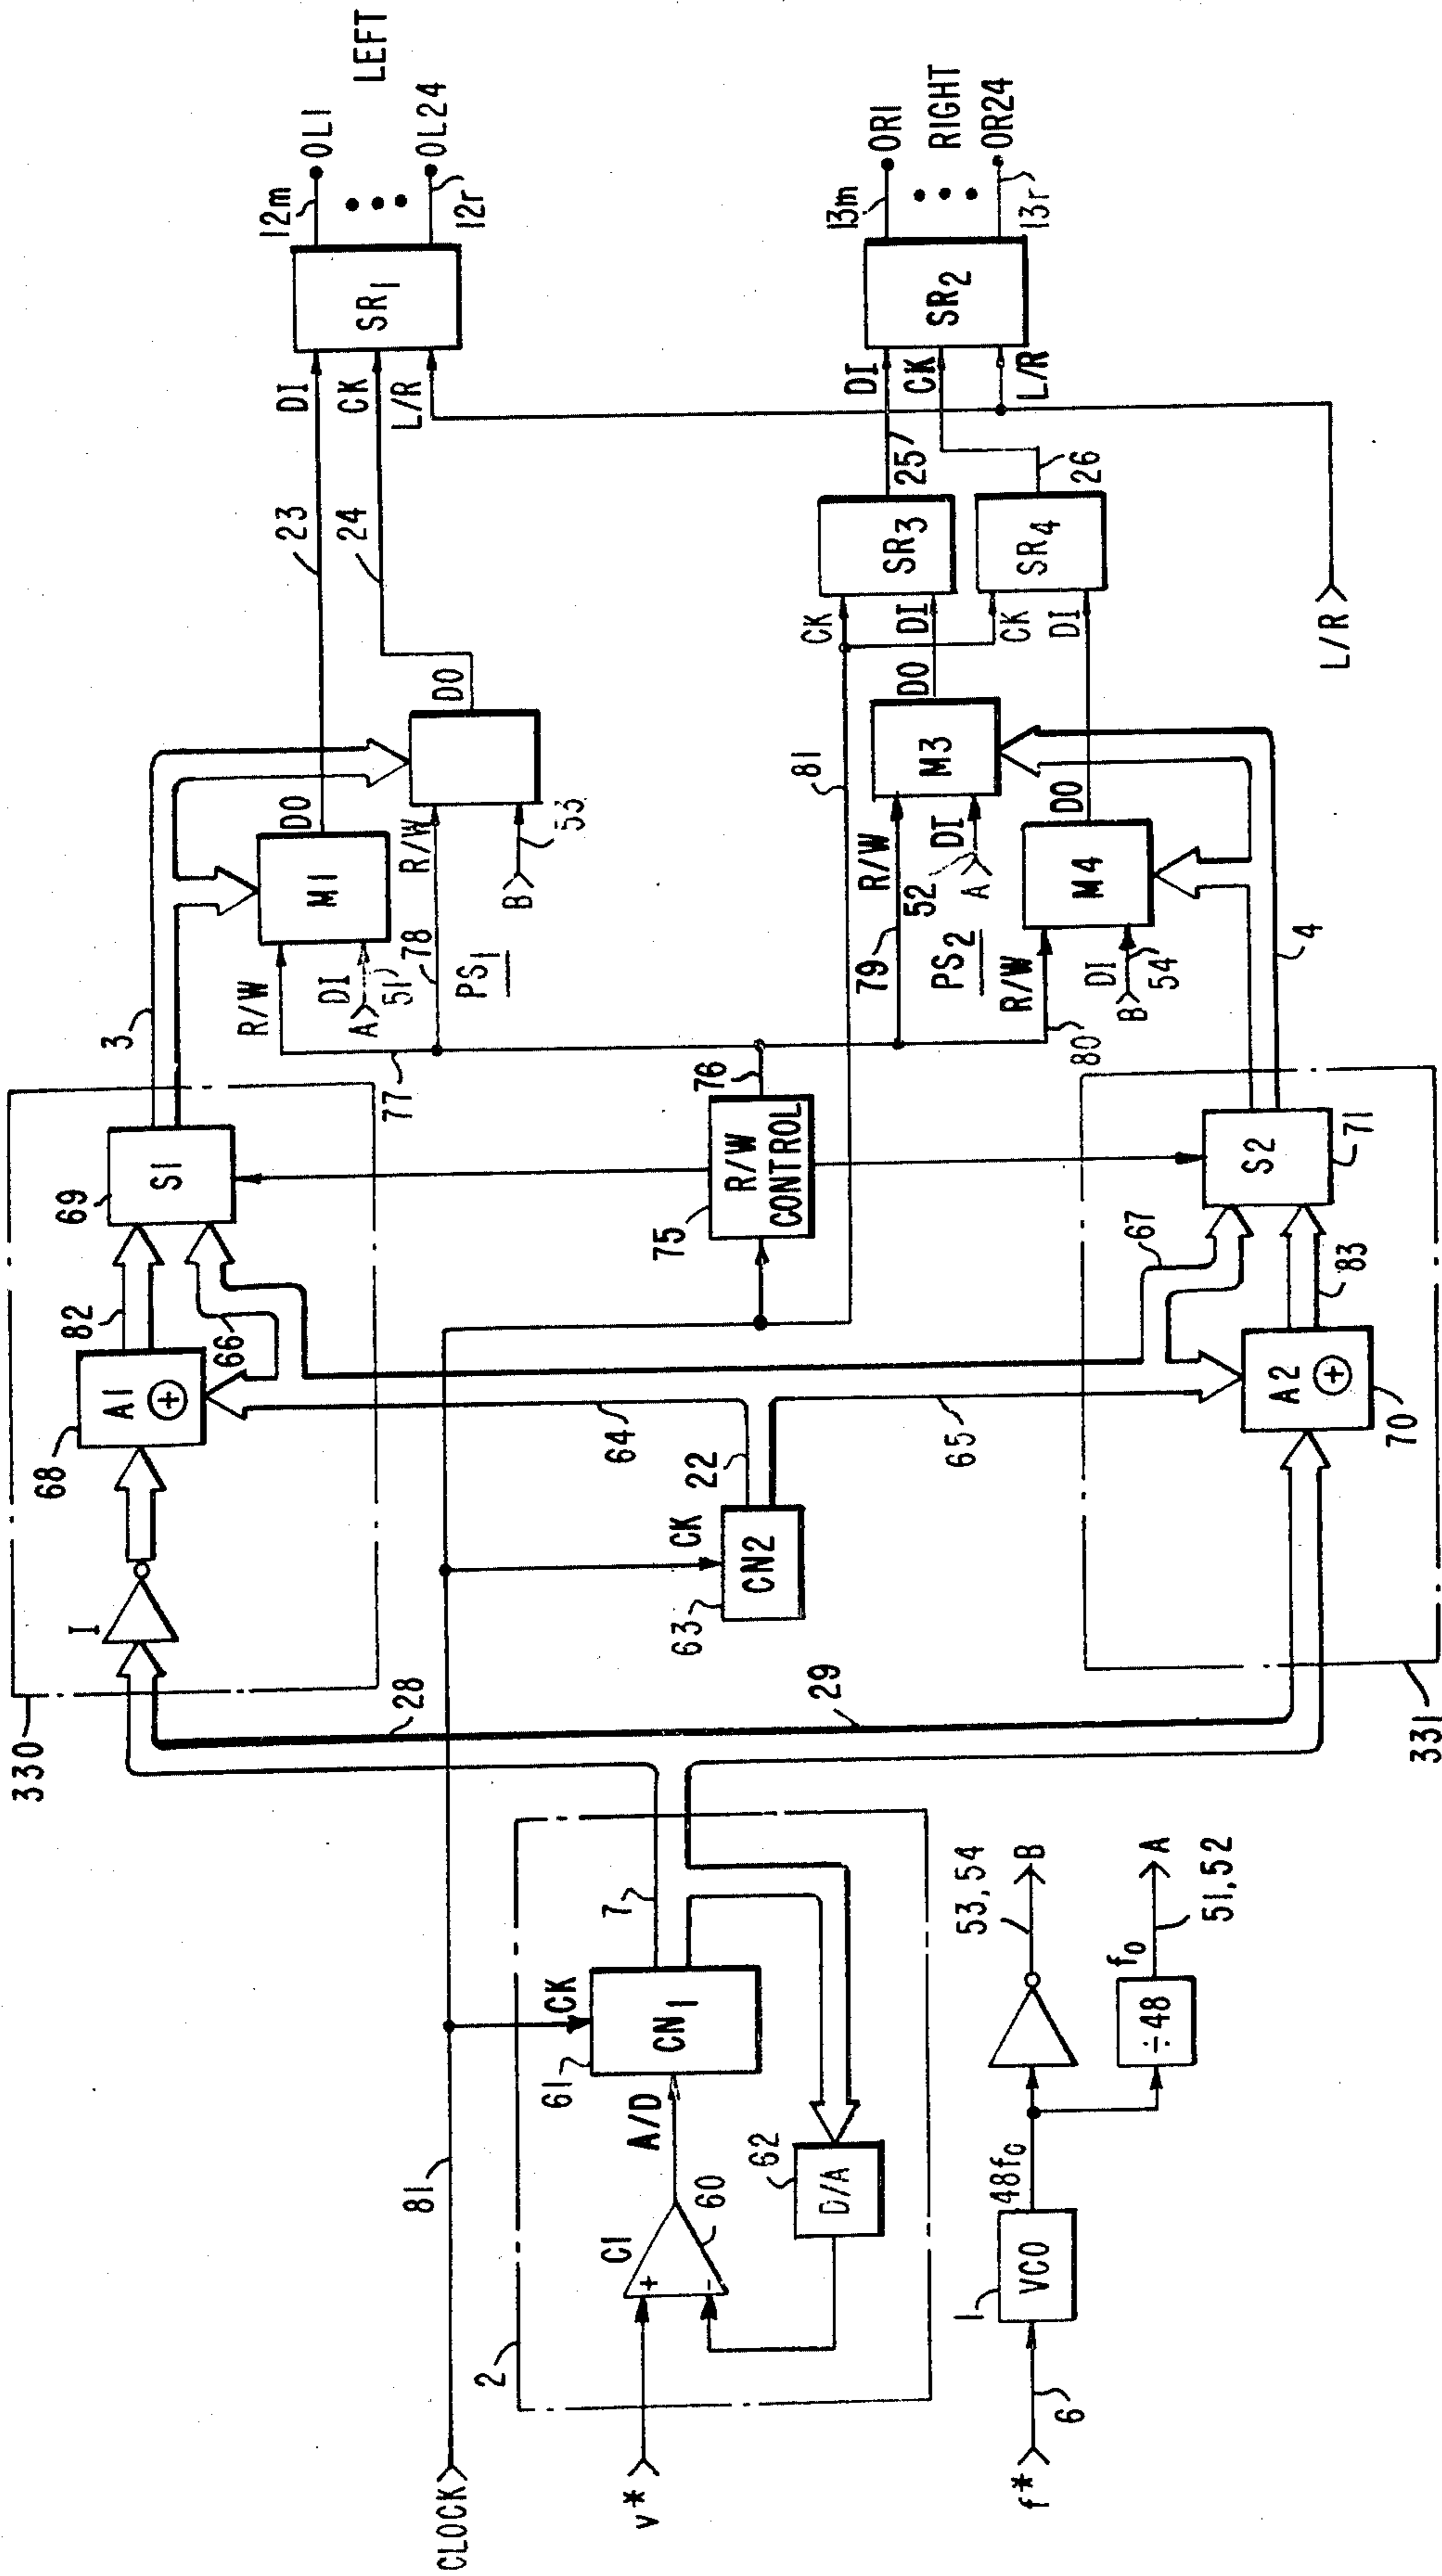 330
I
68
A1
82
69
S1
3
66
28
LEFT
12m
OL1
SR1
OL24
12r
DI
CK
L/R
23
24
DO
M1
R/W
DI
A
51
77
78
R/W
DO
B
53
PS1
CLOCK
81
CK
CK
63
CN2
22
64
65
75
R/W
CONTROL
76
81
2
v*
C1
+
-
60
A/D
61
CN1
7
62
D/A
29
79
R/W
52
DI
A
M3
DO
PS2
R/W
80
DI
B
54
M4
DO
CK
DI
SR3
25
CK
DI
SR4
26
DI
CK
L/R
SR2
13m
OR1
RIGHT
OR24
13r
4
L/R
f*
6
1
VCO
48f0
53,54
B
÷48
f0
A
51,52
331
67
A2
70
83
S2
71